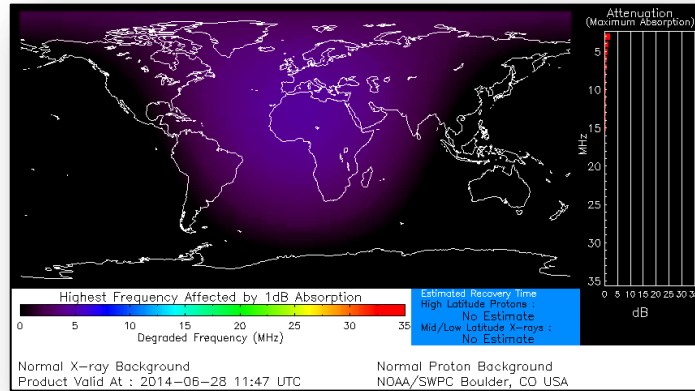 Attenuation
(Maximum Absorption)
5
10
15
20
25
30
35
MHz
0 5 10 15 20 25 30 35
dB
Highest Frequency Affected by 1dB Absorption
0 5 10 15 20 25 30 35
Degraded Frequency (MHz)
Estimated Recovery Time
High Latitude Protons :
No Estimate
Mid/Low Latitude X-rays :
No Estimate
Normal X-ray Background
Product Valid At : 2014-06-28 11:47 UTC
Normal Proton Background
NOAA/SWPC Boulder, CO USA